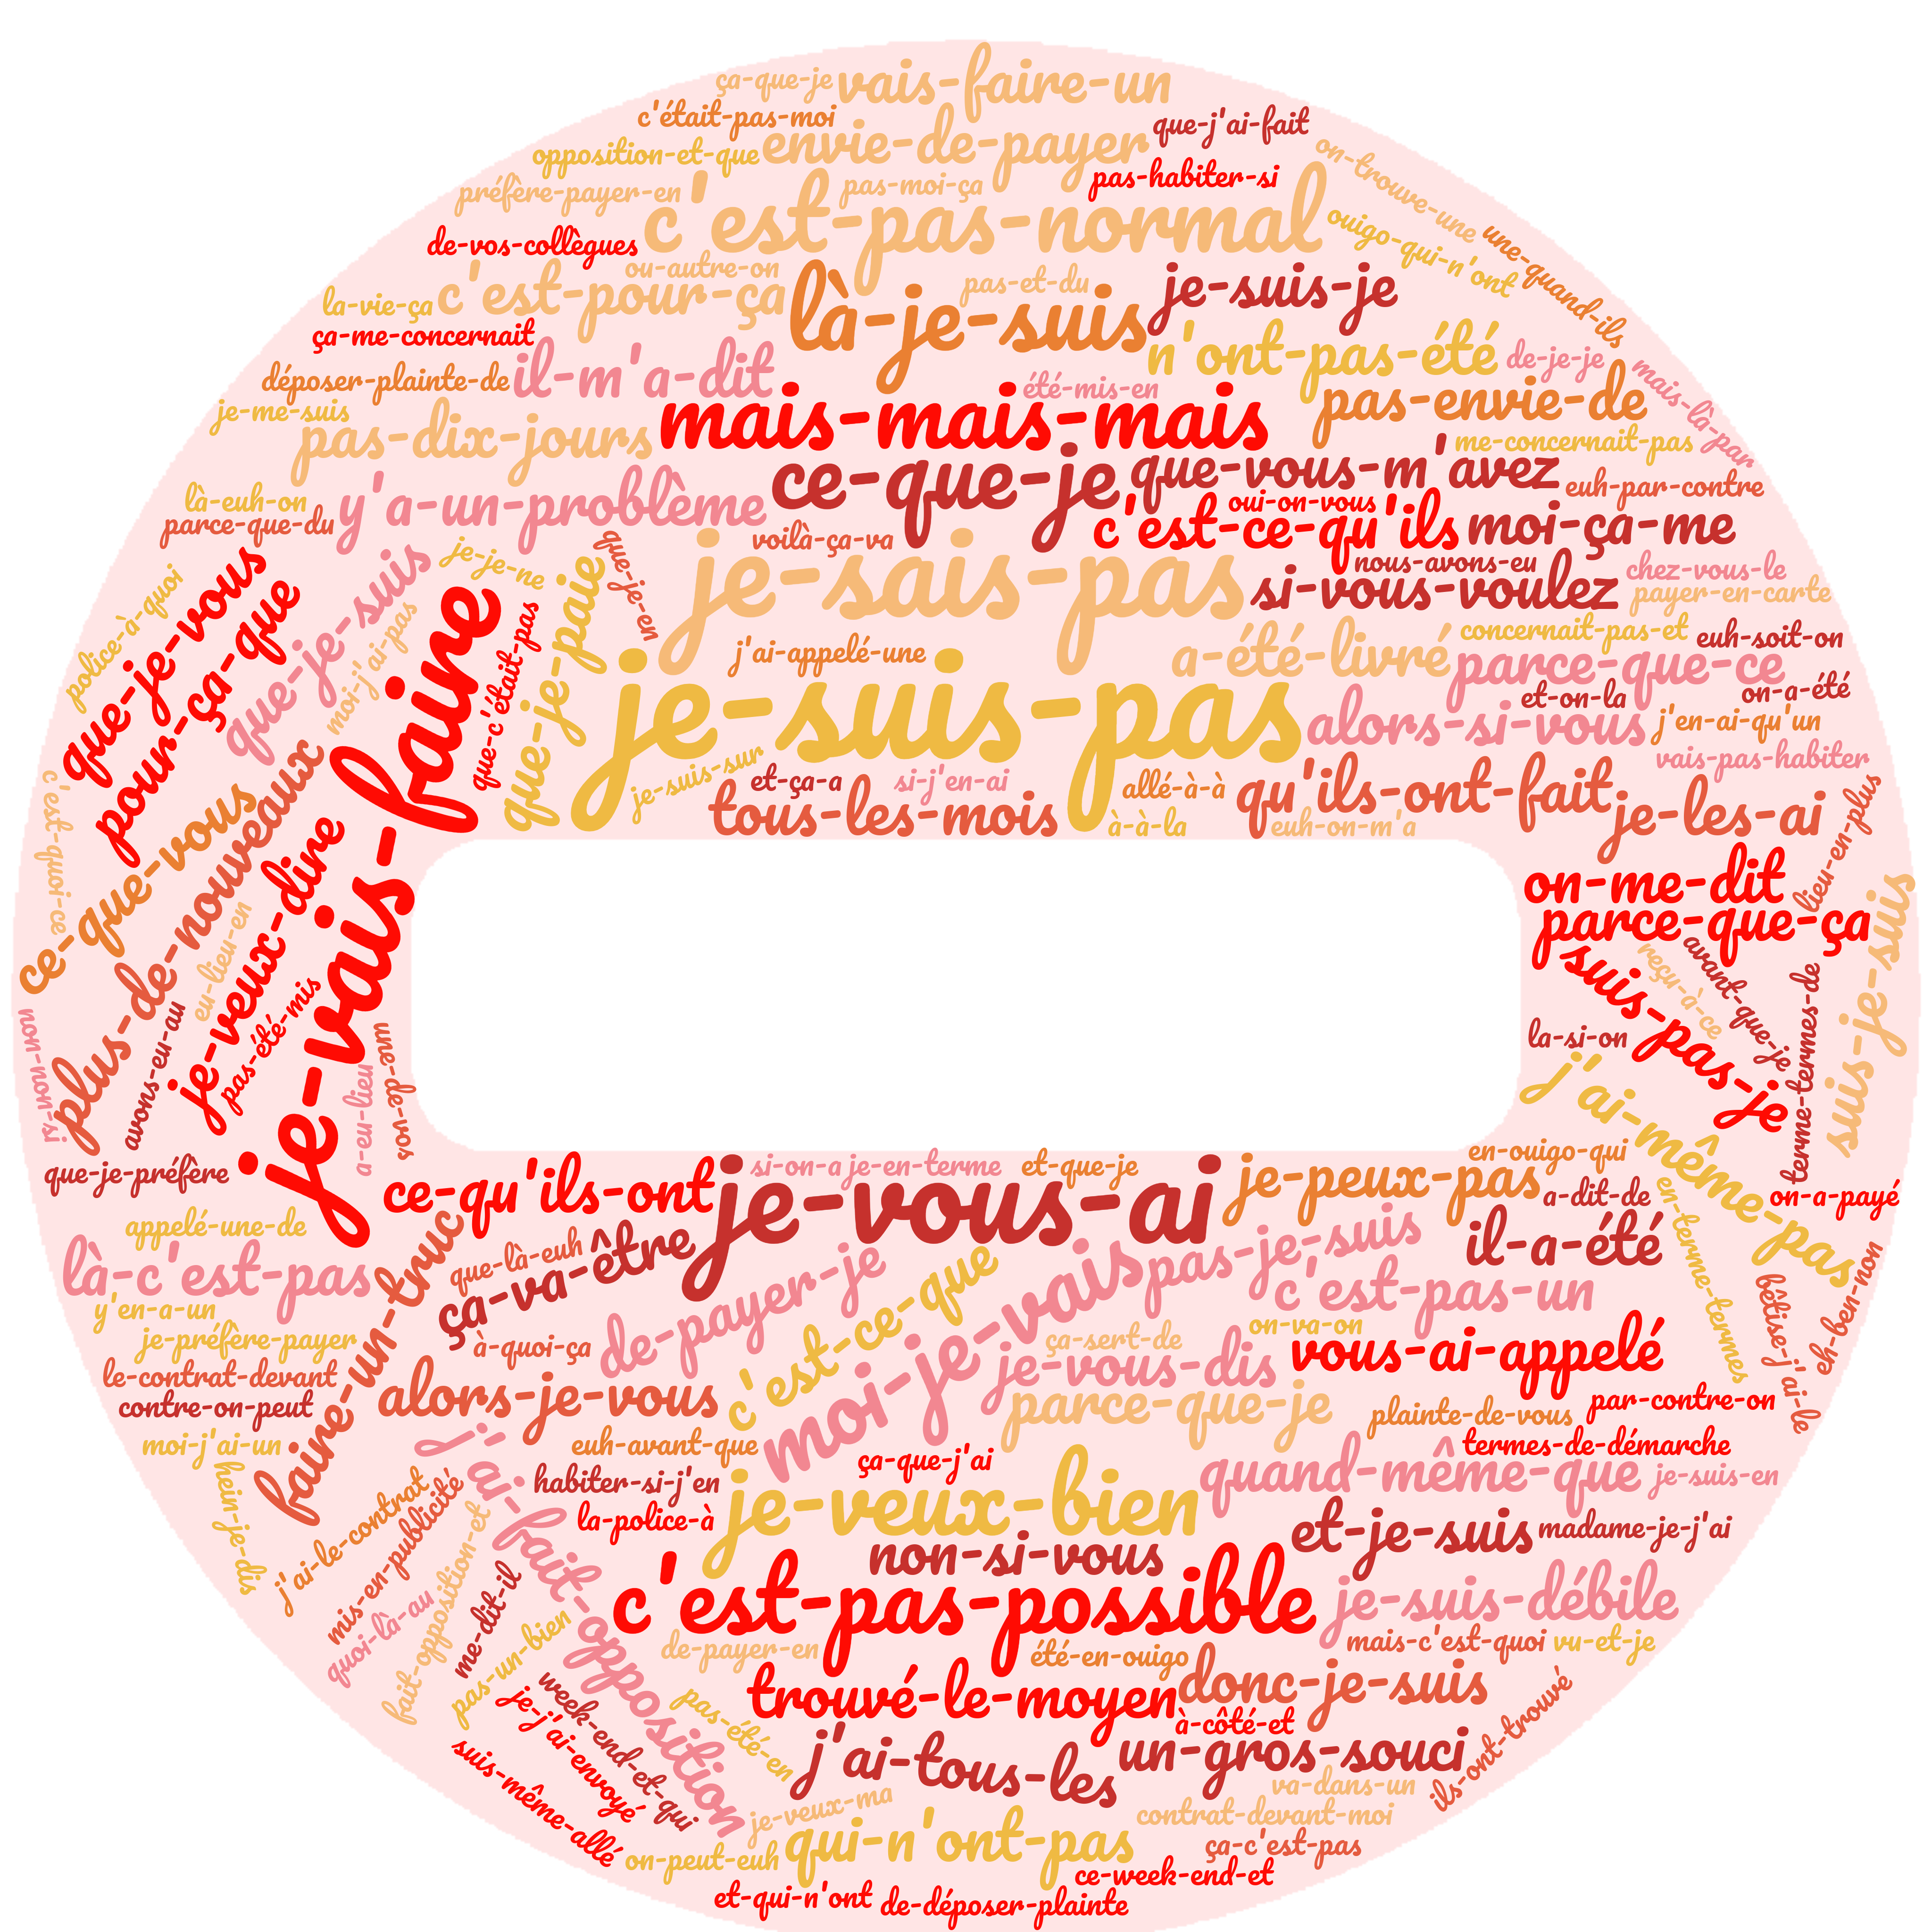 ça-que-je
vais-faire-un
c'était-pas-moi
que-j'ai-fait
opposition-et-que
envie-de-payer
on-trouve-une
préfère-payer-en
pas-moi-ça
pas-habiter-si
de-vos-collègues
c'est-pas-normal
ouigo-qui-n'ont
une-quand-ils
ou-autre-on
la-vie-ça
c'est-pour-ça
là-je-suis
pas-et-du
je-suis-je
ça-me-concernait
n'ont-pas-été
de-je-je
mais-là-par
déposer-plainte-de
il-m'a-dit
été-mis-en
pas-envie-de
je-me-suis
pas-dix-jours
mais-mais-mais
me-concernait-pas
là-euh-on
y'a-un-problème
ce-que-je
que-vous-m'avez
euh-par-contre
parce-que-du
oui-on-vous
c'est-ce-qu'ils
moi-ça-me
voilà-ça-va
que-je-vous
pour-ça-que
que-je-suis
je-je-ne
que-je-en
je-sais-pas
nous-avons-eu
si-vous-voulez
chez-vous-le
payer-en-carte
police-à-quoi
moi-j'ai-pas
que-c'était-pas
que-je-paie
j'ai-appelé-une
a-été-livré
concernait-pas-et
euh-soit-on
parce-que-ce
je-suis-pas
et-on-la
on-a-été
alors-si-vous
j'en-ai-qu'un
vais-pas-habiter
c'est-quoi-ce
ce-que-vous
plus-de-nouveaux
je-vais-faire
je-suis-sur
et-ça-a
si-j'en-ai
allé-à-à
qu'ils-ont-fait
tous-les-mois
à-à-la
euh-on-m'a
je-les-ai
lieu-en-plus
eu-lieu-en
je-veux-dire
on-me-dit
parce-que-ça
suis-je-suis
non-non-si
avons-eu-au
pas-été-mis
a-eu-lieu
une-de-vos
suis-pas-je
reçu-à-ce
avant-que-je
terme-termes-de
la-si-on
j'ai-même-pas
que-je-préfère
ce-qu'ils-ont
si-on-a
je-en-terme
et-que-je
je-vous-ai
je-peux-pas
en-ouigo-qui
a-dit-de
on-a-payé
appelé-une-de
là-c'est-pas
faire-un-truc
que-là-euh
ça-va-être
de-payer-je
c'est-ce-que
moi-je-vais
pas-je-suis
il-a-été
c'est-pas-un
en-terme-termes
bêtise-j'ai-le
eh-ben-non
y'en-a-un
je-préfère-payer
à-quoi-ça
ça-sert-de
on-va-on
je-vous-dis
vous-ai-appelé
le-contrat-devant
contre-on-peut
alors-je-vous
parce-que-je
plainte-de-vous
par-contre-on
moi-j'ai-un
hein-je-dis
j'ai-fait-opposition
euh-avant-que
ça-que-j'ai
termes-de-démarche
habiter-si-j'en
je-veux-bien
quand-même-que
je-suis-en
la-police-à
j'ai-le-contrat
mis-en-publicité
quoi-là-au
fait-opposition-et
me-dit-il
et-je-suis
madame-je-j'ai
non-si-vous
c'est-pas-possible
je-suis-débile
pas-un-bien
de-payer-en
été-en-ouigo
mais-c'est-quoi
vu-et-je
week-end-et-qui
je-j'ai-envoyé
suis-même-allé
pas-été-en
trouvé-le-moyen
donc-je-suis
ils-ont-trouvé
à-côté-et
j'ai-tous-les
un-gros-souci
va-dans-un
je-veux-ma
contrat-devant-moi
on-peut-euh
qui-n'ont-pas
ça-c'est-pas
ce-week-end-et
et-qui-n'ont
de-déposer-plainte